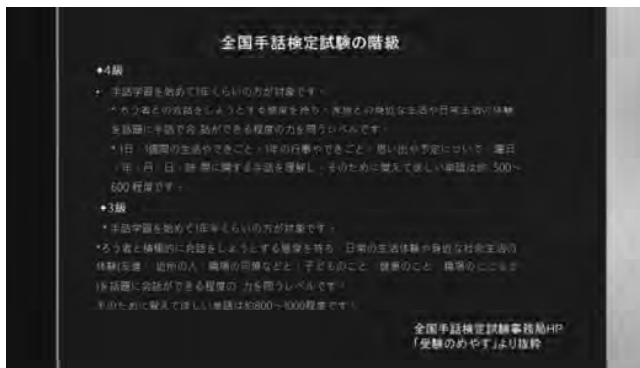 全国手話検定試験の階級
◆4級
• 手話学習を始めて1年くらいの方が対象です。
*ろう者との会話をしようとする態度を持ち、家族との身近な生活や日常生活の体験
を話題に手話で会 話ができる程度の力を問うレベルです。
*1日・1週間の生活やできごと、1年の行事やできごと、思い出や予定について、曜日
・年・月・日・時 間に関する手話を理解し、そのために覚えてほしい単語は約 500~
600 程度です。
◆3級
*手話学習を始めて1年半くらいの方が対象です。
*ろう者と積極的に会話をしようとする態度を持ち、日常の生活体験や身近な社会生活の
体験(友達・近所の人・職場の同僚などと、子どものこと・健康のこと・職場の
)を話題に会話ができる程度の 力を問うレベルです。
そのために覚えてほしい単語は約800~1000程度です。
全国手話検定試験事務局HP
「受験のめやす」より抜粋